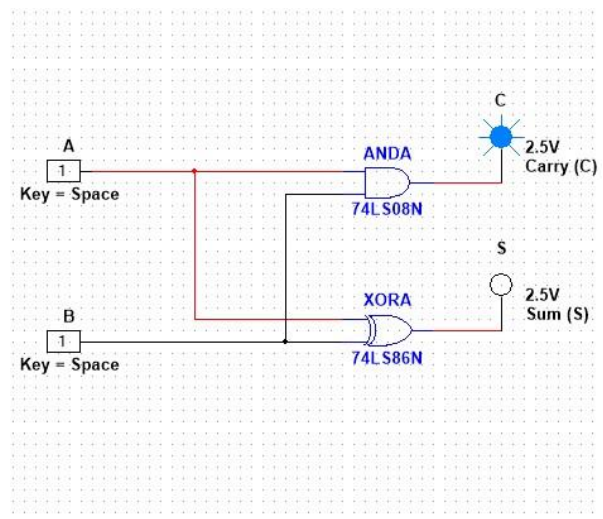 C
A
ANDA
2.5V
1
Carry (C)
Key = Space
74LS08N
S
B
XORA
2.5V
Sum (S)
1
74LS86N
Key = Space